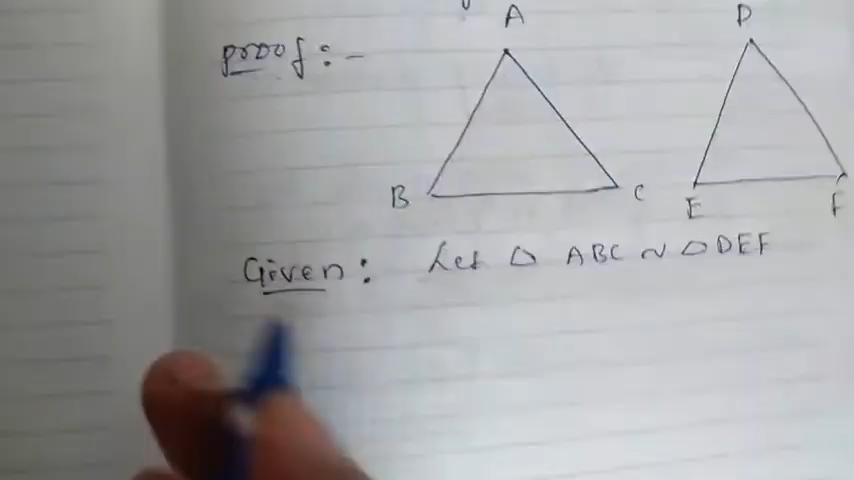 proof :-
A
D
B
C
E
F
Given : Let △ ABC ~ △DEF